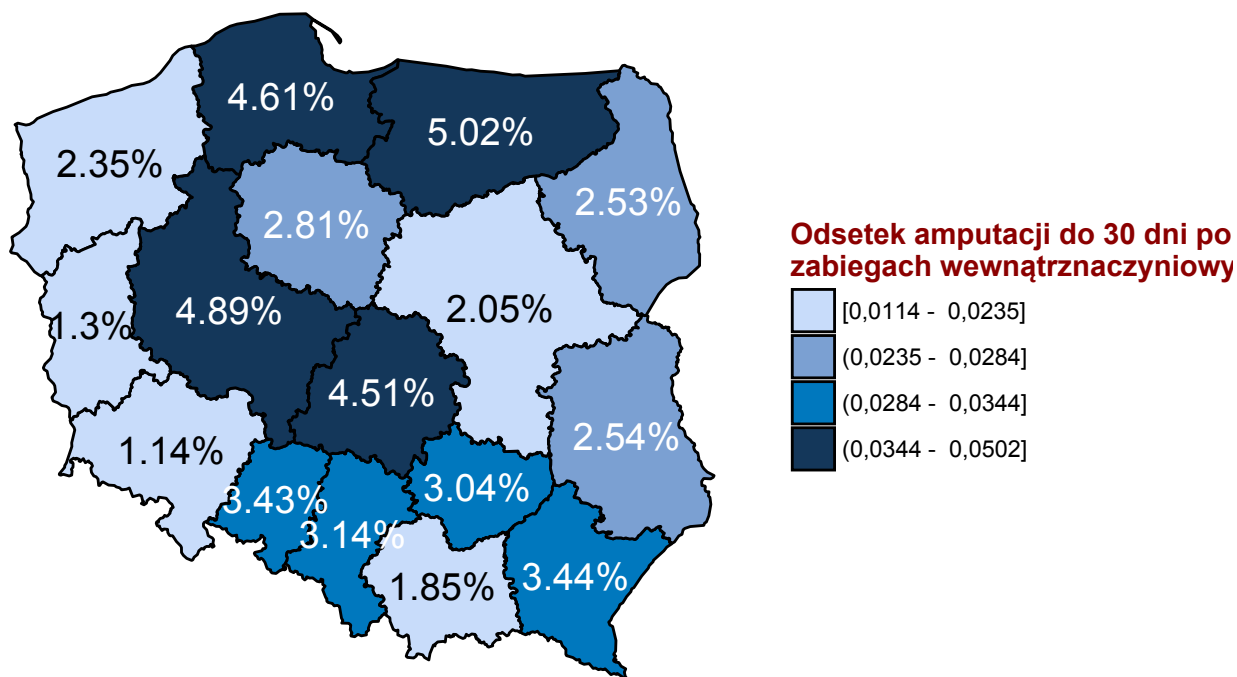 4.61%
5.02%
2.35%
2.53%
2.81%
Odsetek amputacji do 30 dni po
zabiegach wewnątrznaczyniowy
1.3%
4.89%
2.05%
[0,0114 - 0,0235]
(0,0235 - 0,0284]
4.51%
(0,0284 - 0,0344]
1.14%
2.54%
(0,0344 - 0,0502]
3.43%
3.04%
3.14%
1.85%
3.44%